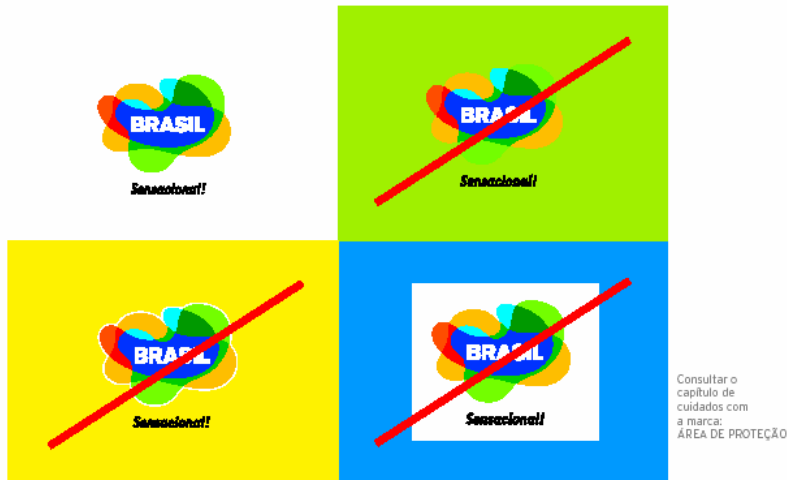 BRASIL
Sensacional!
BRASIL
Sensacional!
BRASIL
Sensacional!
BRASIL
Sensacional!
Consultar o
capítulo de
cuidados com
a marca:
ÁREA DE PROTEÇÃO